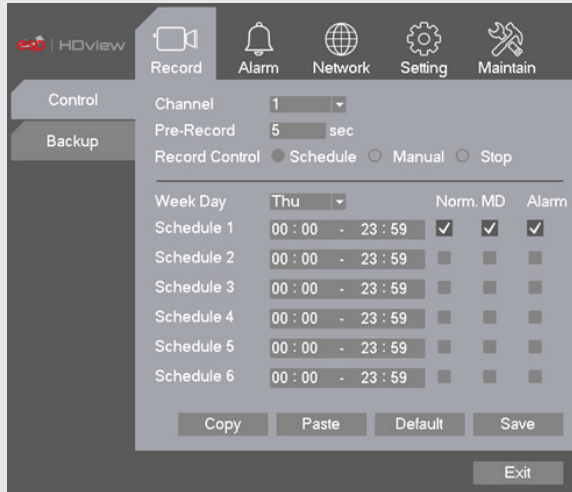 esp | HDview
Record Alarm Network Setting Maintain
Control
Backup
Channel 1
Pre-Record 5 sec
Record Control Schedule Manual Stop
Week Day Thu Norm. MD Alarm
Schedule 1 00 : 00 - 23 : 59
Schedule 2 00 : 00 - 23 : 59
Schedule 3 00 : 00 - 23 : 59
Schedule 4 00 : 00 - 23 : 59
Schedule 5 00 : 00 - 23 : 59
Schedule 6 00 : 00 - 23 : 59
Copy Paste Default Save
Exit